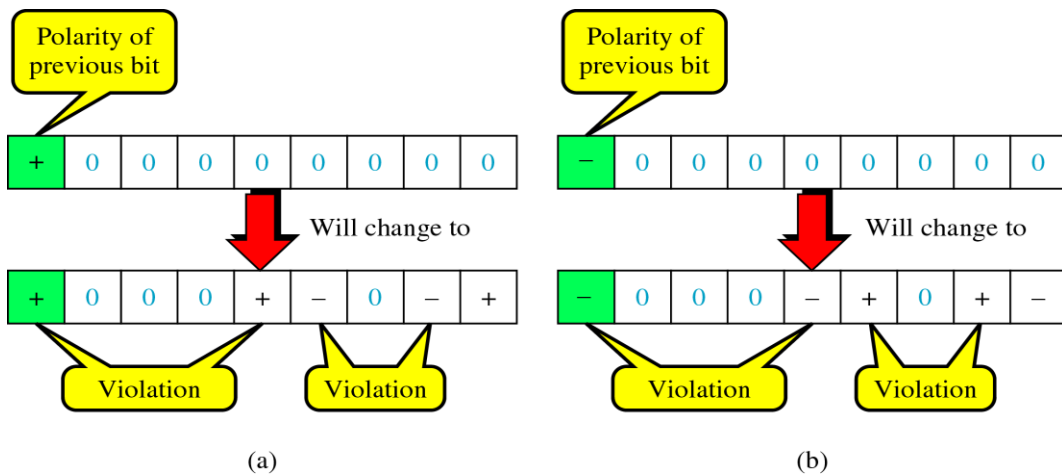 Polarity of
previous bit
+ 0 0 0 0 0 0 0 0
Will change to
+ 0 0 0 + – 0 – +
Violation
Violation
(a)
Polarity of
previous bit
– 0 0 0 0 0 0 0 0
Will change to
– 0 0 0 – + 0 + –
Violation
Violation
(b)